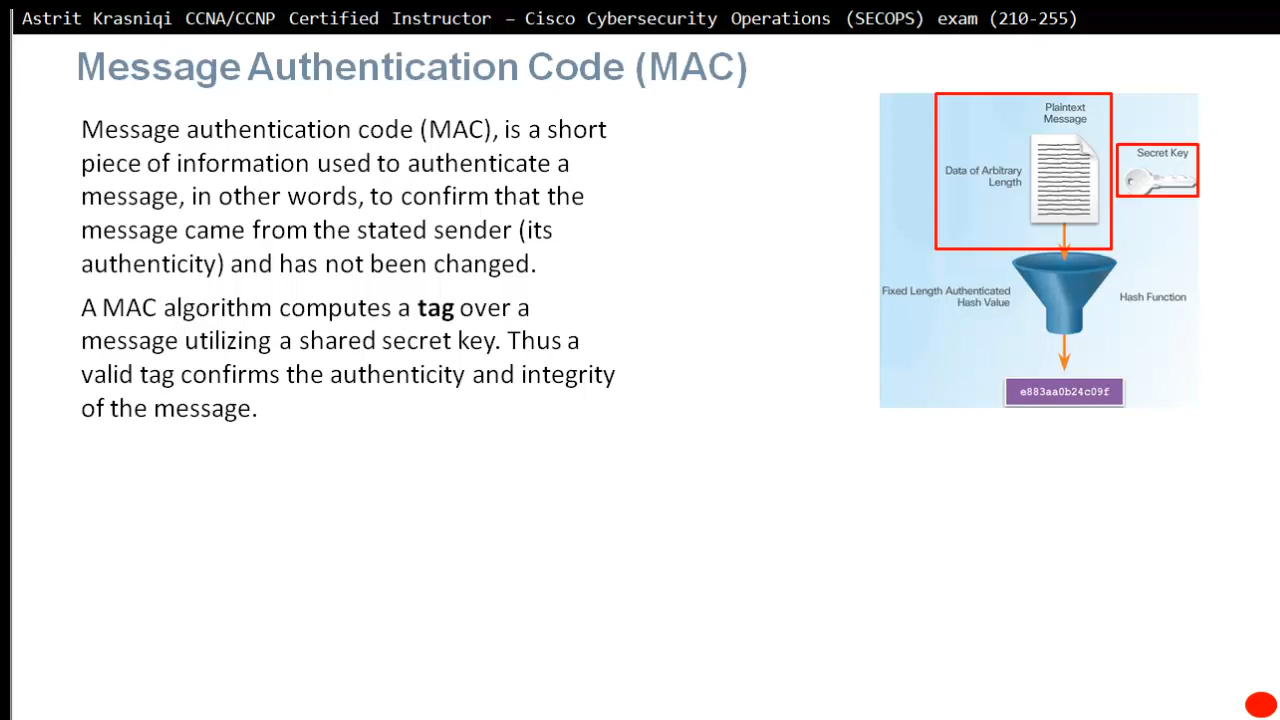 Astrit Krasniqi CCNA/CCNP Certified Instructor – Cisco Cybersecurity Operations (SECOPS) exam (210-255)
Message Authentication Code (MAC)
Message authentication code (MAC), is a short
piece of information used to authenticate a
message, in other words, to confirm that the
message came from the stated sender (its
authenticity) and has not been changed.
A MAC algorithm computes a tag over a
message utilizing a shared secret key. Thus a
valid tag confirms the authenticity and integrity
of the message.
Plaintext
Message
Data of Arbitrary
Length
Secret Key
Fixed Length Authenticated
Hash Value
Hash Function
e883aa0b24c09f